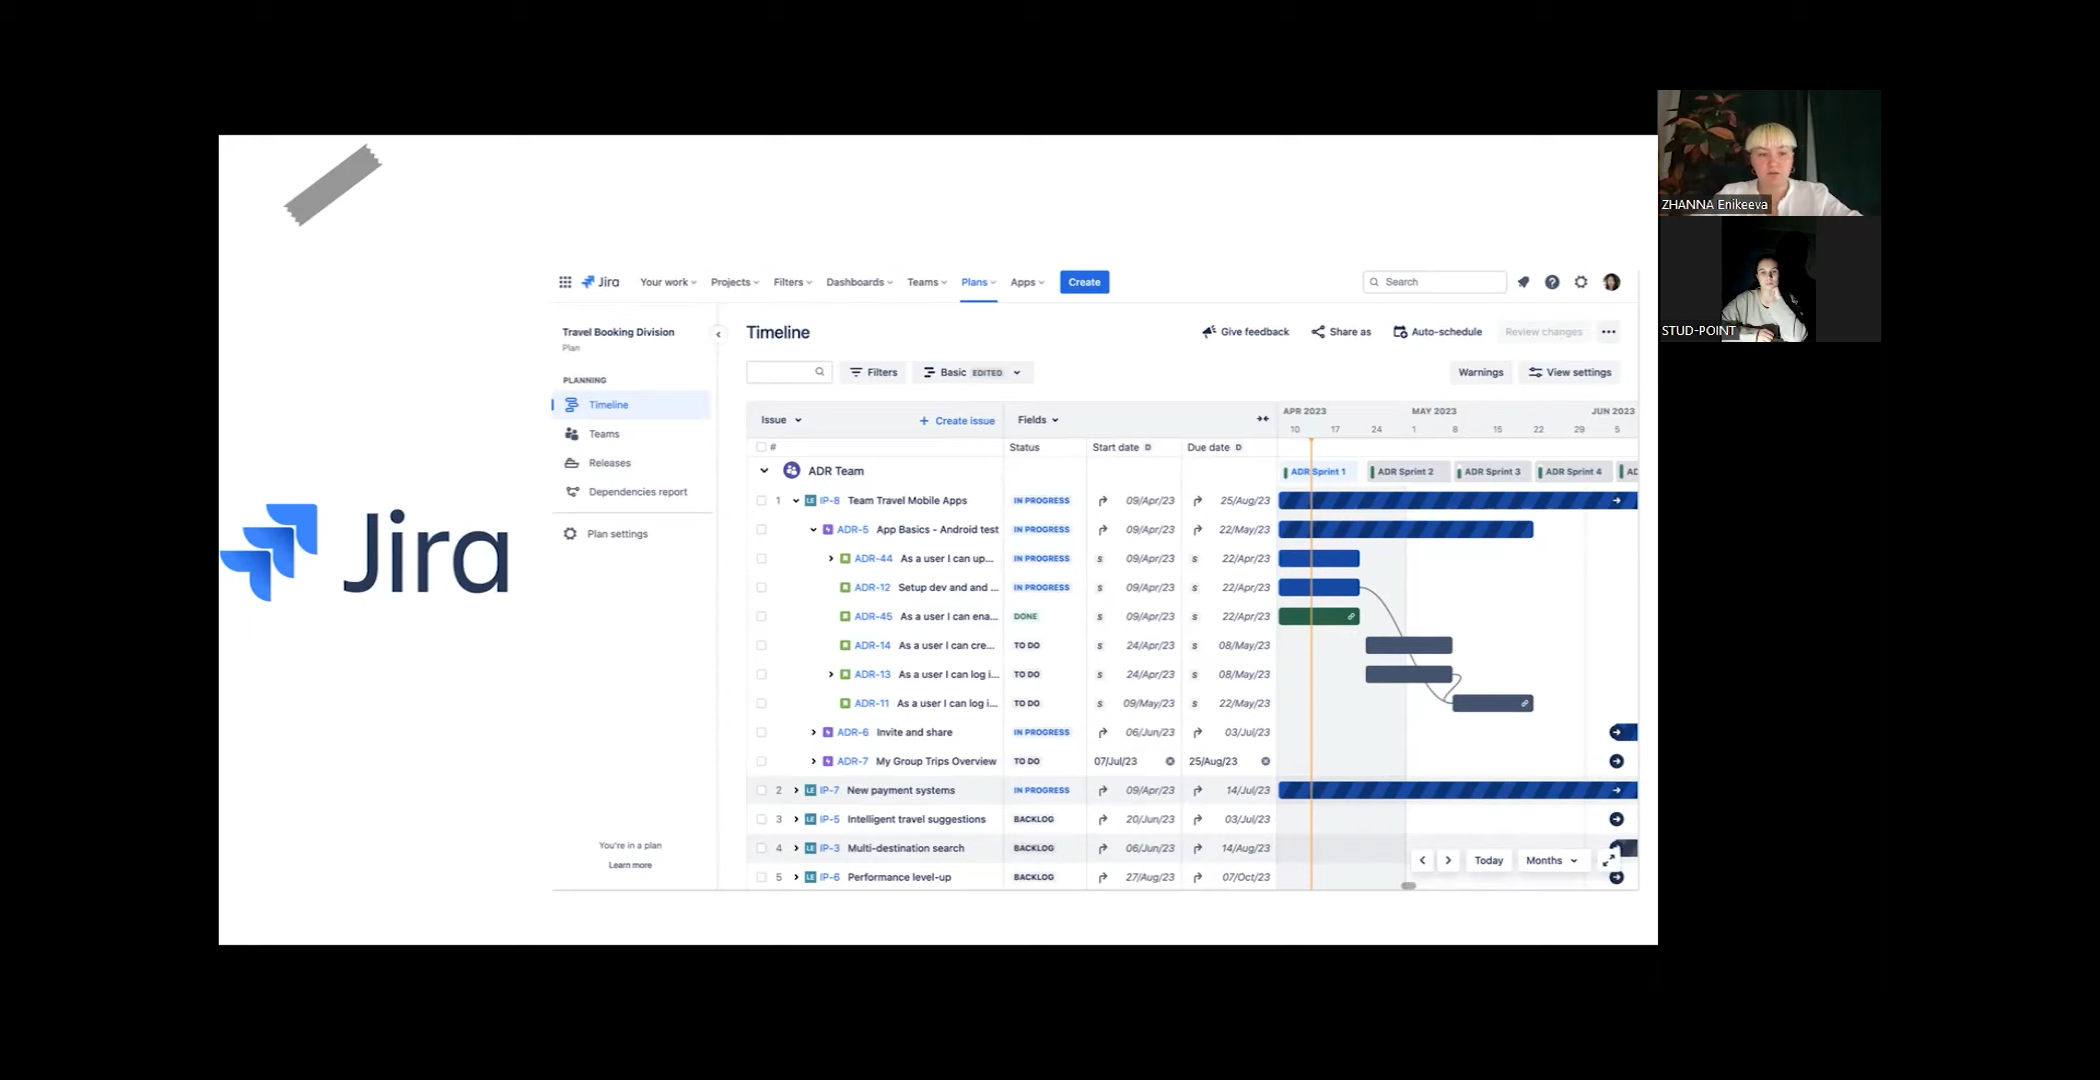 ZHANNA Enikeeva
STUD-POINT
Jira
Jira Your work Projects Filters Dashboards Teams Plans Apps Create Search
Travel Booking Division
Plan
PLANNING
Timeline
Teams
Releases
Dependencies report
Plan settings
You're in a plan
Learn more
Timeline Give feedback Share as Auto-schedule Review changes
Filters Basic EDITED Warnings View settings
Issue + Create issue Fields APR 2023 MAY 2023 JUN 2023
10 17 24 1 8 15 22 29 5
# Status Start date D Due date D
ADR Team ADR Sprint 1 ADR Sprint 2 ADR Sprint 3 ADR Sprint 4 AD
1 LE IP-8 Team Travel Mobile Apps IN PROGRESS 09/Apr/23 25/Aug/23
ADR-5 App Basics - Android test IN PROGRESS 09/Apr/23 22/May/23
ADR-44 As a user I can up... IN PROGRESS S 09/Apr/23 S 22/Apr/23
ADR-12 Setup dev and and ... IN PROGRESS S 09/Apr/23 S 22/Apr/23
ADR-45 As a user I can ena... DONE S 09/Apr/23 S 22/Apr/23
ADR-14 As a user I can cre... TO DO S 24/Apr/23 S 08/May/23
ADR-13 As a user I can log i... TO DO S 24/Apr/23 S 08/May/23
ADR-11 As a user I can log i... TO DO S 09/May/23 S 22/May/23
ADR-6 Invite and share IN PROGRESS 06/Jun/23 03/Jul/23
ADR-7 My Group Trips Overview TO DO 07/Jul/23 25/Aug/23
2 LE IP-7 New payment systems IN PROGRESS 09/Apr/23 14/Jul/23
3 LE IP-5 Intelligent travel suggestions BACKLOG 20/Jun/23 03/Jul/23
4 LE IP-3 Multi-destination search BACKLOG 06/Jun/23 14/Aug/23
5 LE IP-6 Performance level-up BACKLOG 27/Aug/23 07/Oct/23
Today Months